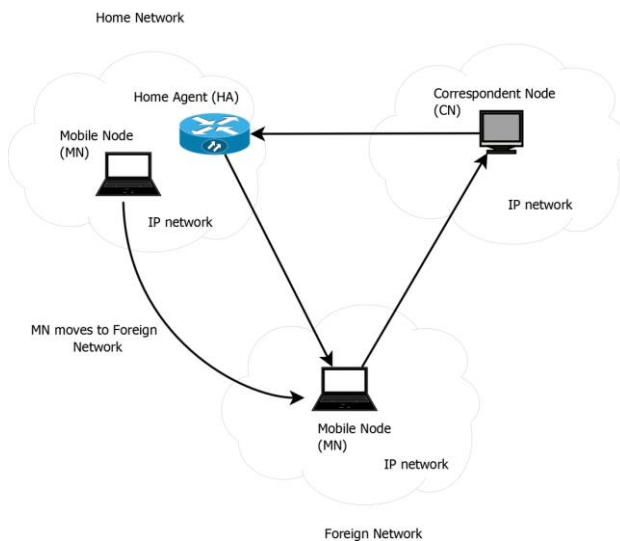 Home Network
Home Agent (HA)
Mobile Node
(MN)
IP network
Correspondent Node
(CN)
IP network
MN moves to Foreign
Network
Mobile Node
(MN)
IP network
Foreign Network